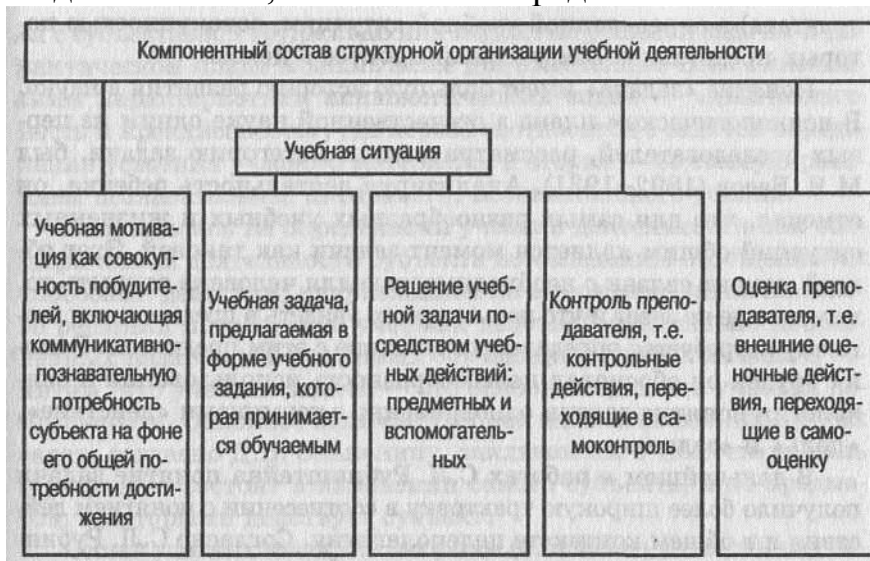 Компонентный состав структурной организации учебной деятельности
Учебная ситуация
Учебная мотива-
ция как совокуп-
ность побудите-
лей, включающая
коммуникативно-
познавательную
потребность
субъекта на фоне
его общей по-
требности дости-
жения
Учебная задача,
предлагаемая в
форме учебного
задания, кото-
рая принимает-
ся обучаемым
Решение учеб-
ной задачи по-
средством учеб-
ных действий:
предметных и
вспомогатель-
ных
Контроль препо-
давателя, т.е.
контрольные
действия, пере-
ходящие в са-
моконтроль
Оценка препо-
давателя, т.е.
внешние оце-
ночные дейст-
вия, переходя-
щие в само-
оценку